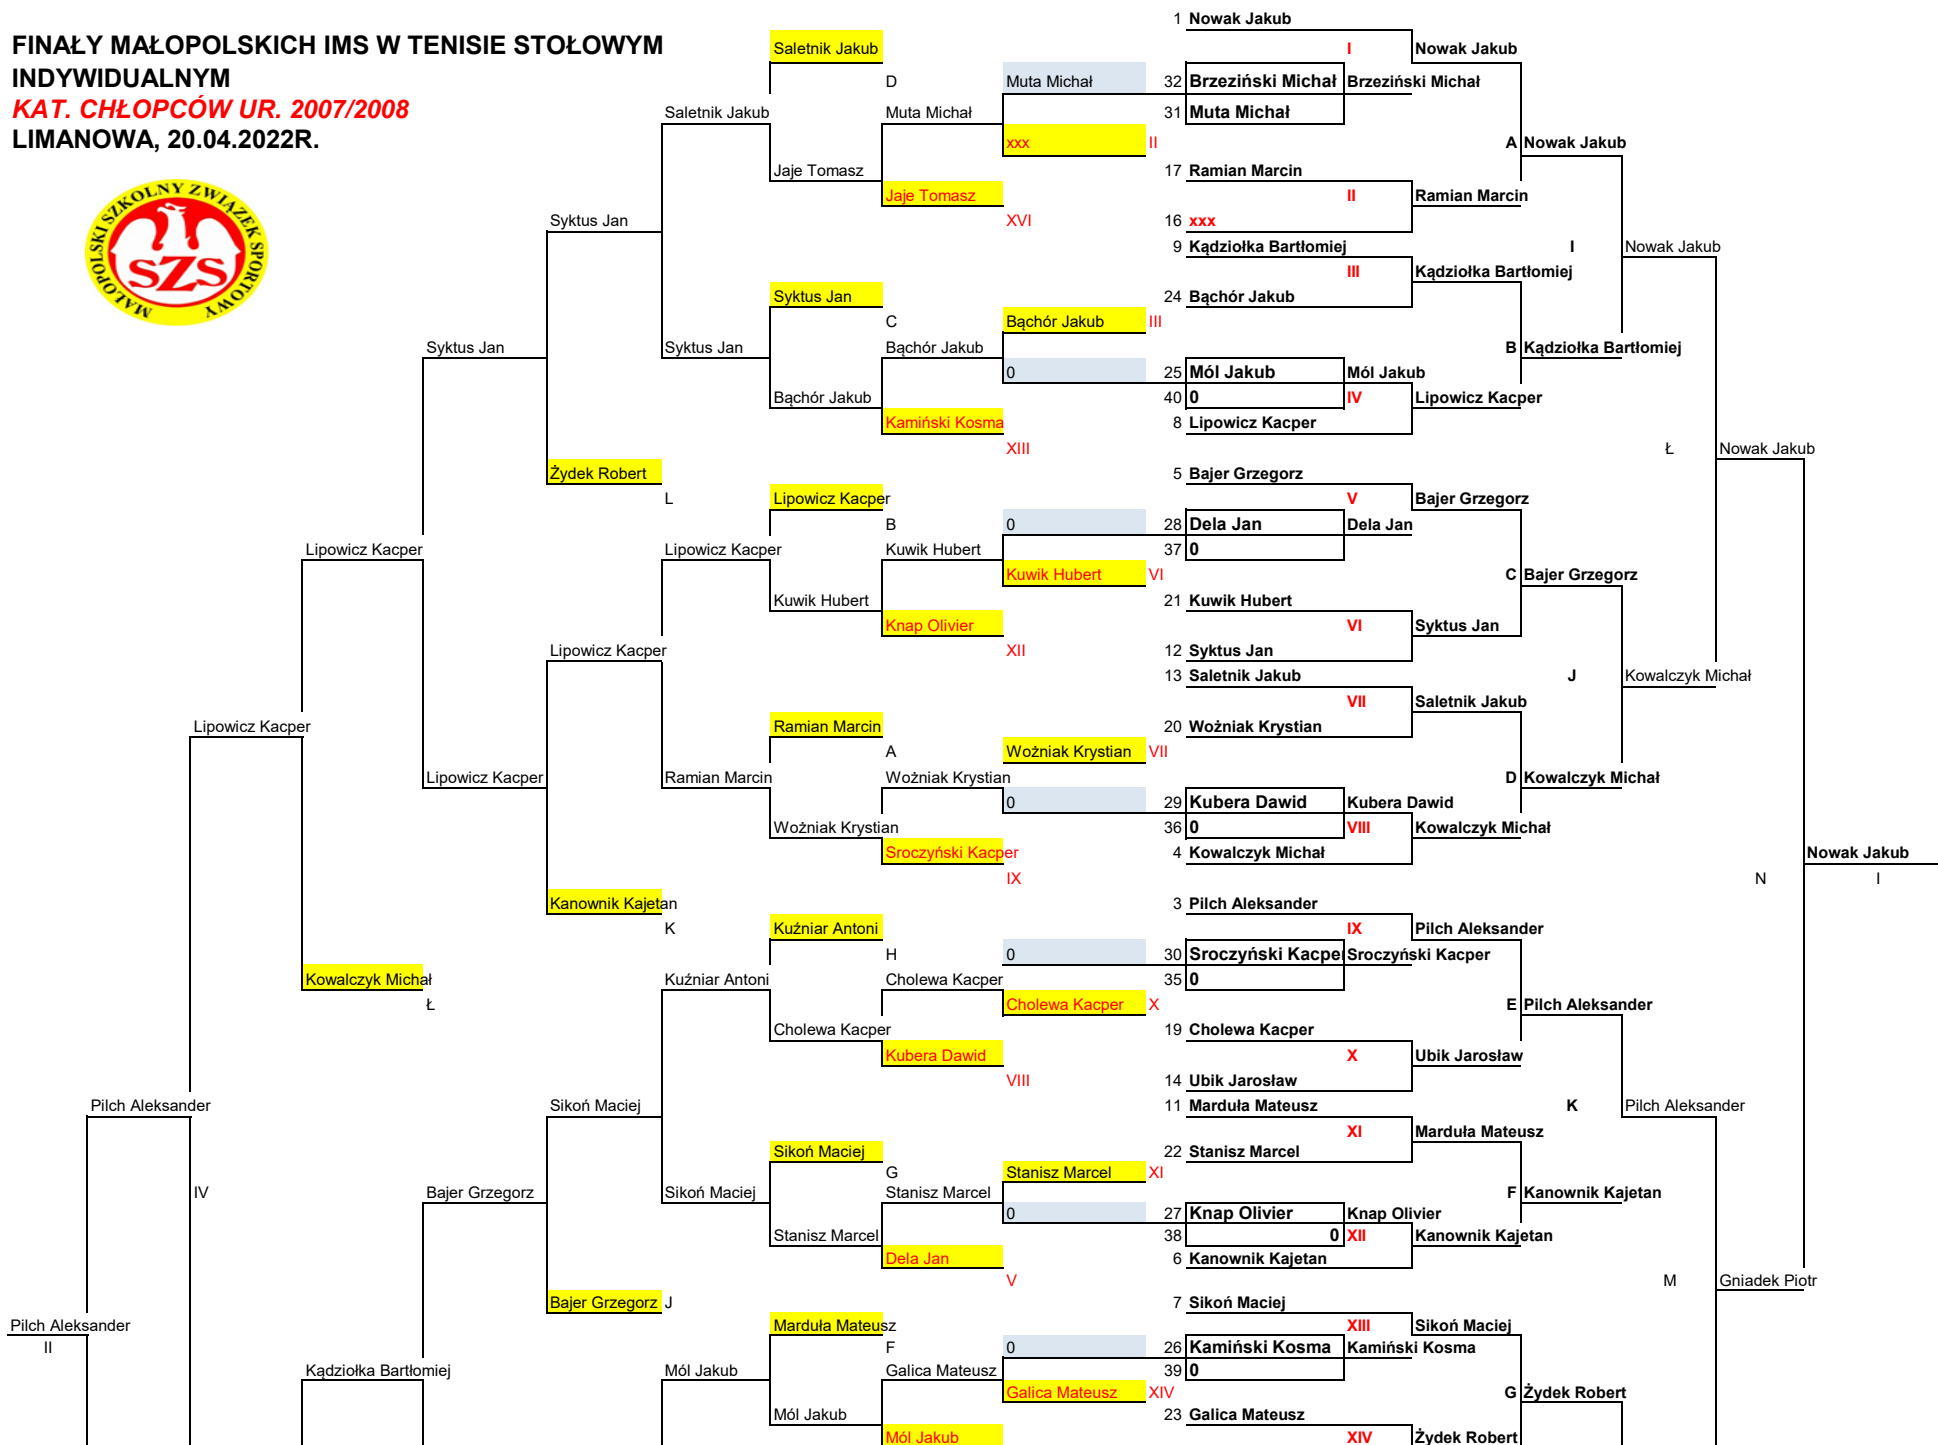 1 Nowak Jakub
FINAŁY MAŁOPOLSKICH IMS W TENISIE STOŁOWYM
Saletnik Jakub I Nowak Jakub
INDYWIDUALNYM
D Muta Michał 32 Brzeziński Michał Brzeziński Michał
KAT. CHŁOPCÓW UR. 2007/2008
Saletnik Jakub Muta Michał 31 Muta Michał
LIMANOWA, 20.04.2022R.
xxx II A Nowak Jakub
Jaje Tomasz 17 Ramian Marcin
Jaje Tomasz II Ramian Marcin
MAŁOPOLSKI SZKOLNY ZWIĄZEK SPORTOWY
SZS
Syktus Jan XVI 16 xxx
9 Kądziołka Bartłomiej I Nowak Jakub
III Kądziołka Bartłomiej
Syktus Jan 24 Bąchór Jakub
C Bąchór Jakub III
Syktus Jan Syktus Jan Bąchór Jakub B Kądziołka Bartłomiej
0 25 Mól Jakub Mól Jakub
Bąchór Jakub 40 0 IV Lipowicz Kacper
Kamiński Kosma 8 Lipowicz Kacper
XIII Ł Nowak Jakub
Żydek Robert 5 Bajer Grzegorz
L Lipowicz Kacper V Bajer Grzegorz
B 0 28 Dela Jan Dela Jan
Lipowicz Kacper Lipowicz Kacper Kuwik Hubert 37 0
Kuwik Hubert VI C Bajer Grzegorz
Kuwik Hubert 21 Kuwik Hubert
Knap Olivier VI Syktus Jan
Lipowicz Kacper XII 12 Syktus Jan
13 Saletnik Jakub J Kowalczyk Michał
VII Saletnik Jakub
Lipowicz Kacper Ramian Marcin 20 Wożniak Krystian
A Wożniak Krystian VII
Lipowicz Kacper Ramian Marcin Wożniak Krystian D Kowalczyk Michał
0 29 Kubera Dawid Kubera Dawid
Wożniak Krystian 36 0 VIII Kowalczyk Michał
Sroczyński Kacper 4 Kowalczyk Michał Nowak Jakub
IX N I
Kanownik Kajetan 3 Pilch Aleksander
K Kużniar Antoni IX Pilch Aleksander
H 0 30 Sroczyński Kacper Sroczyński Kacper
Kowalczyk Michał Kuźniar Antoni Cholewa Kacper 35 0
Ł Cholewa Kacper X E Pilch Aleksander
Cholewa Kacper 19 Cholewa Kacper
Kubera Dawid X Ubik Jarosław
VIII 14 Ubik Jarosław
Pilch Aleksander Sikoń Maciej 11 Marduła Mateusz K Pilch Aleksander
XI Marduła Mateusz
Sikoń Maciej 22 Stanisz Marcel
G Stanisz Marcel XI
IV Bajer Grzegorz Sikoń Maciej Stanisz Marcel F Kanownik Kajetan
0 27 Knap Olivier Knap Olivier
Stanisz Marcel 38 0 XII Kanownik Kajetan
Dela Jan 6 Kanownik Kajetan
V M Gniadek Piotr
Bajer Grzegorz J 7 Sikoń Maciej
Pilch Aleksander Marduła Mateusz XIII Sikoń Maciej
II F 0 26 Kamiński Kosma Kamiński Kosma
Kądziołka Bartłomiej Mól Jakub Galica Mateusz 39 0
Galica Mateusz XIV G Żydek Robert
Mól Jakub 23 Galica Mateusz
Mól Jakub XIV Żydek Robert